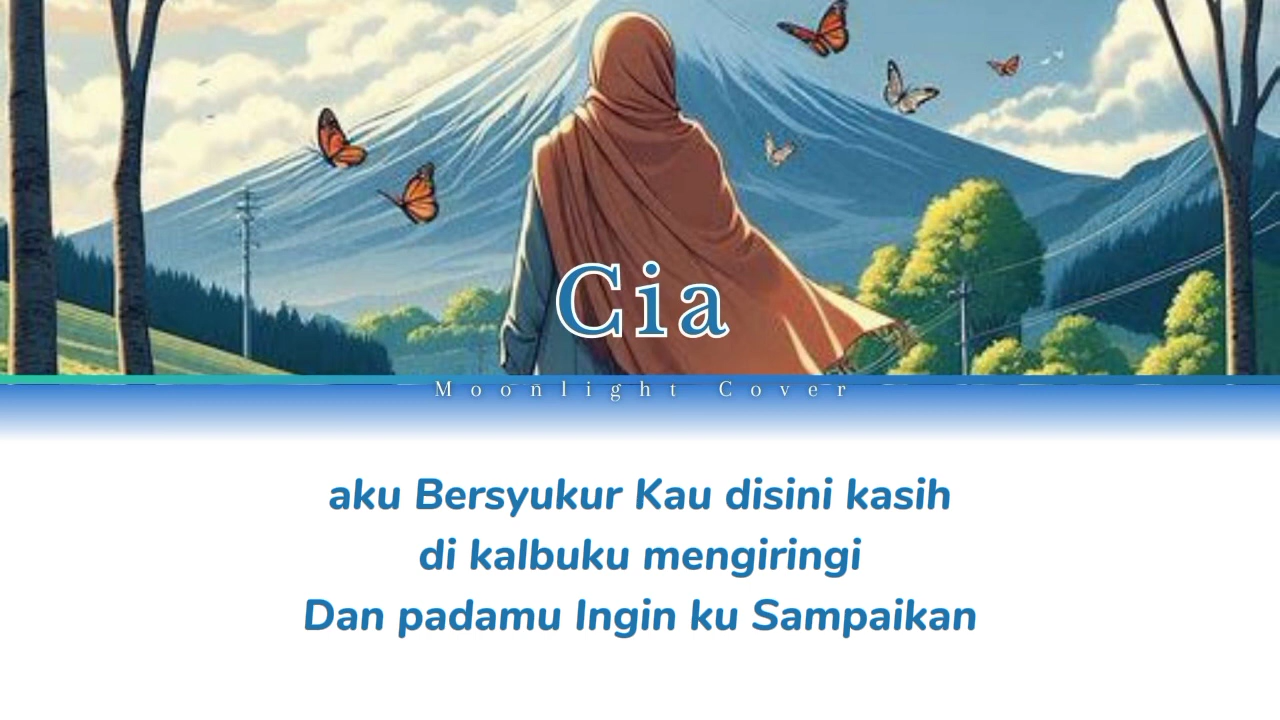 Cia
Moonlight Cover
aku Bersyukur Kau disini kasih
di kalbuku mengiringi
Dan padamu Ingin ku Sampaikan